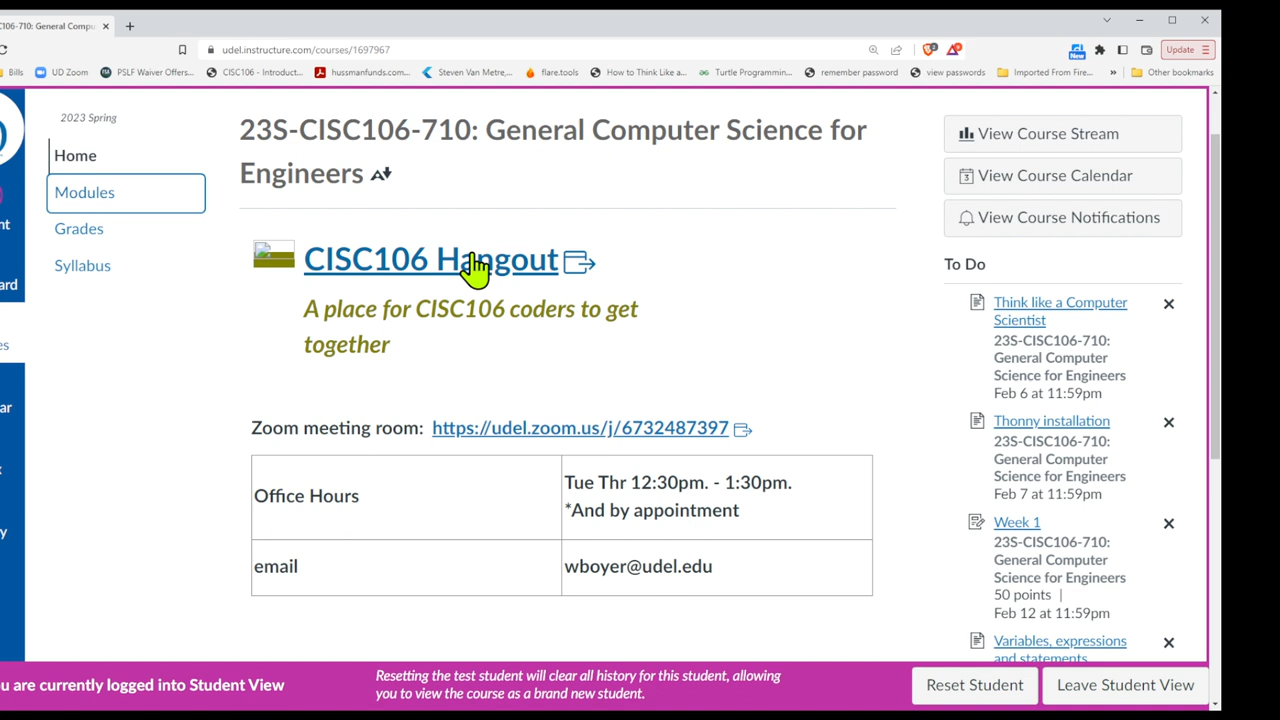 C106-710: General Compu
udel.instructure.com/courses/1697967
New
Update
Bills
UD Zoom
PSLF Waiver Offers...
CISC106 - Introduct...
hussmanfunds.com...
Steven Van Metre,...
flare.tools
How to Think Like a...
Turtle Programmin...
remember password
view passwords
Imported From Fire...
»
Other bookmarks
2023 Spring
Home
Modules
Grades
Syllabus
nt
ard
es
ar
x
y
23S-CISC106-710: General Computer Science for
Engineers
CISC106 Hangout
A place for CISC106 coders to get
together
Zoom meeting room: https://udel.zoom.us/j/6732487397
Office Hours
Tue Thr 12:30pm. - 1:30pm.
*And by appointment
email
wboyer@udel.edu
View Course Stream
3 View Course Calendar
View Course Notifications
To Do
Think like a Computer
Scientist
23S-CISC106-710:
General Computer
Science for Engineers
Feb 6 at 11:59pm
Thonny installation
23S-CISC106-710:
General Computer
Science for Engineers
Feb 7 at 11:59pm
Week 1
23S-CISC106-710:
General Computer
Science for Engineers
50 points |
Feb 12 at 11:59pm
Variables, expressions
and statements
u are currently logged into Student View
Resetting the test student will clear all history for this student, allowing
you to view the course as a brand new student.
Reset Student
Leave Student View